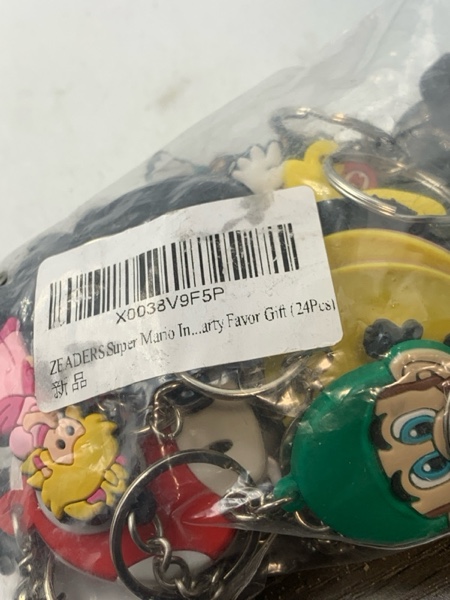 X0038V9F5P
ZEADERS Super Mario In...arty Favor Gift (24Pcs)
新品